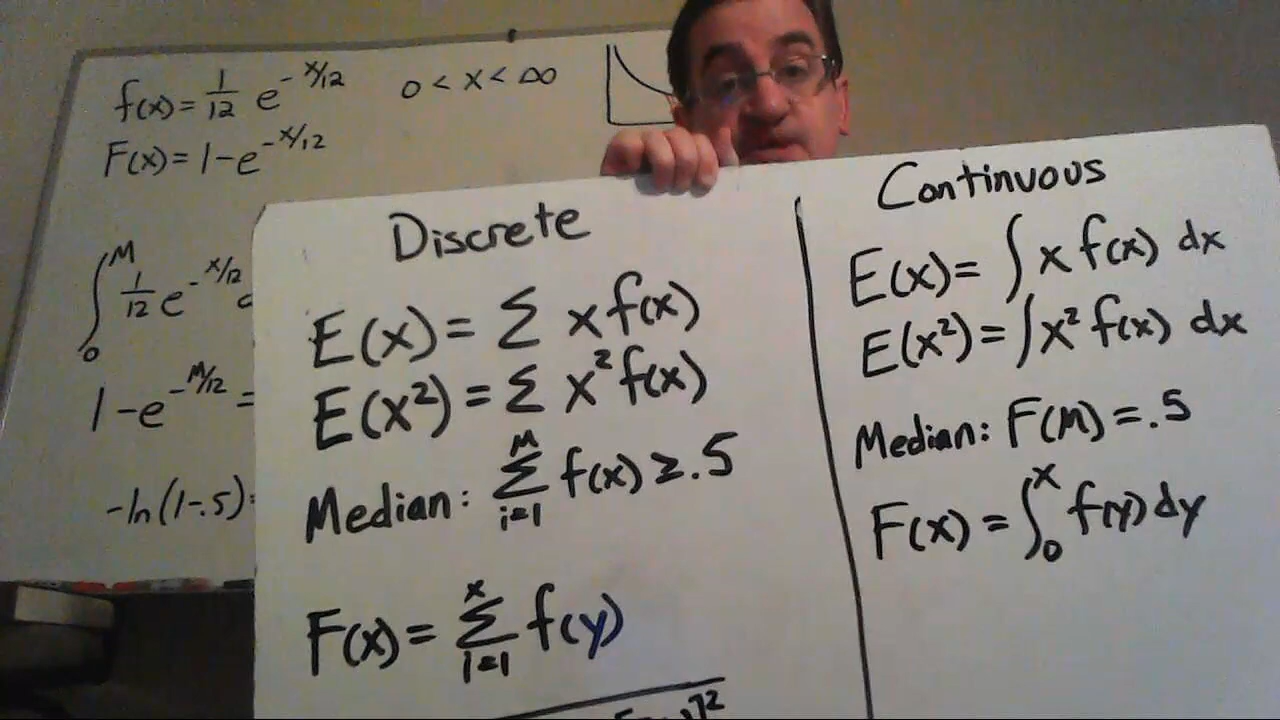 f(x) = 1/12 e^(-x/12)   0 < x < ∞
F(x) = 1 - e^(-x/12)
∫₀^M 1/12 e^(-x/12)
1 - e^(-M/12) =
-ln(1-.5)
Discrete
E(x) = Σ x f(x)
E(x²) = Σ x² f(x)
Median: Σ_{i=1}^{M} f(x) ≥ .5
F(x) = Σ_{i=1}^{x} f(y)
Continuous
E(x) = ∫ x f(x) dx
E(x²) = ∫ x² f(x) dx
Median: F(M) = .5
F(x) = ∫₀^x f(y) dy